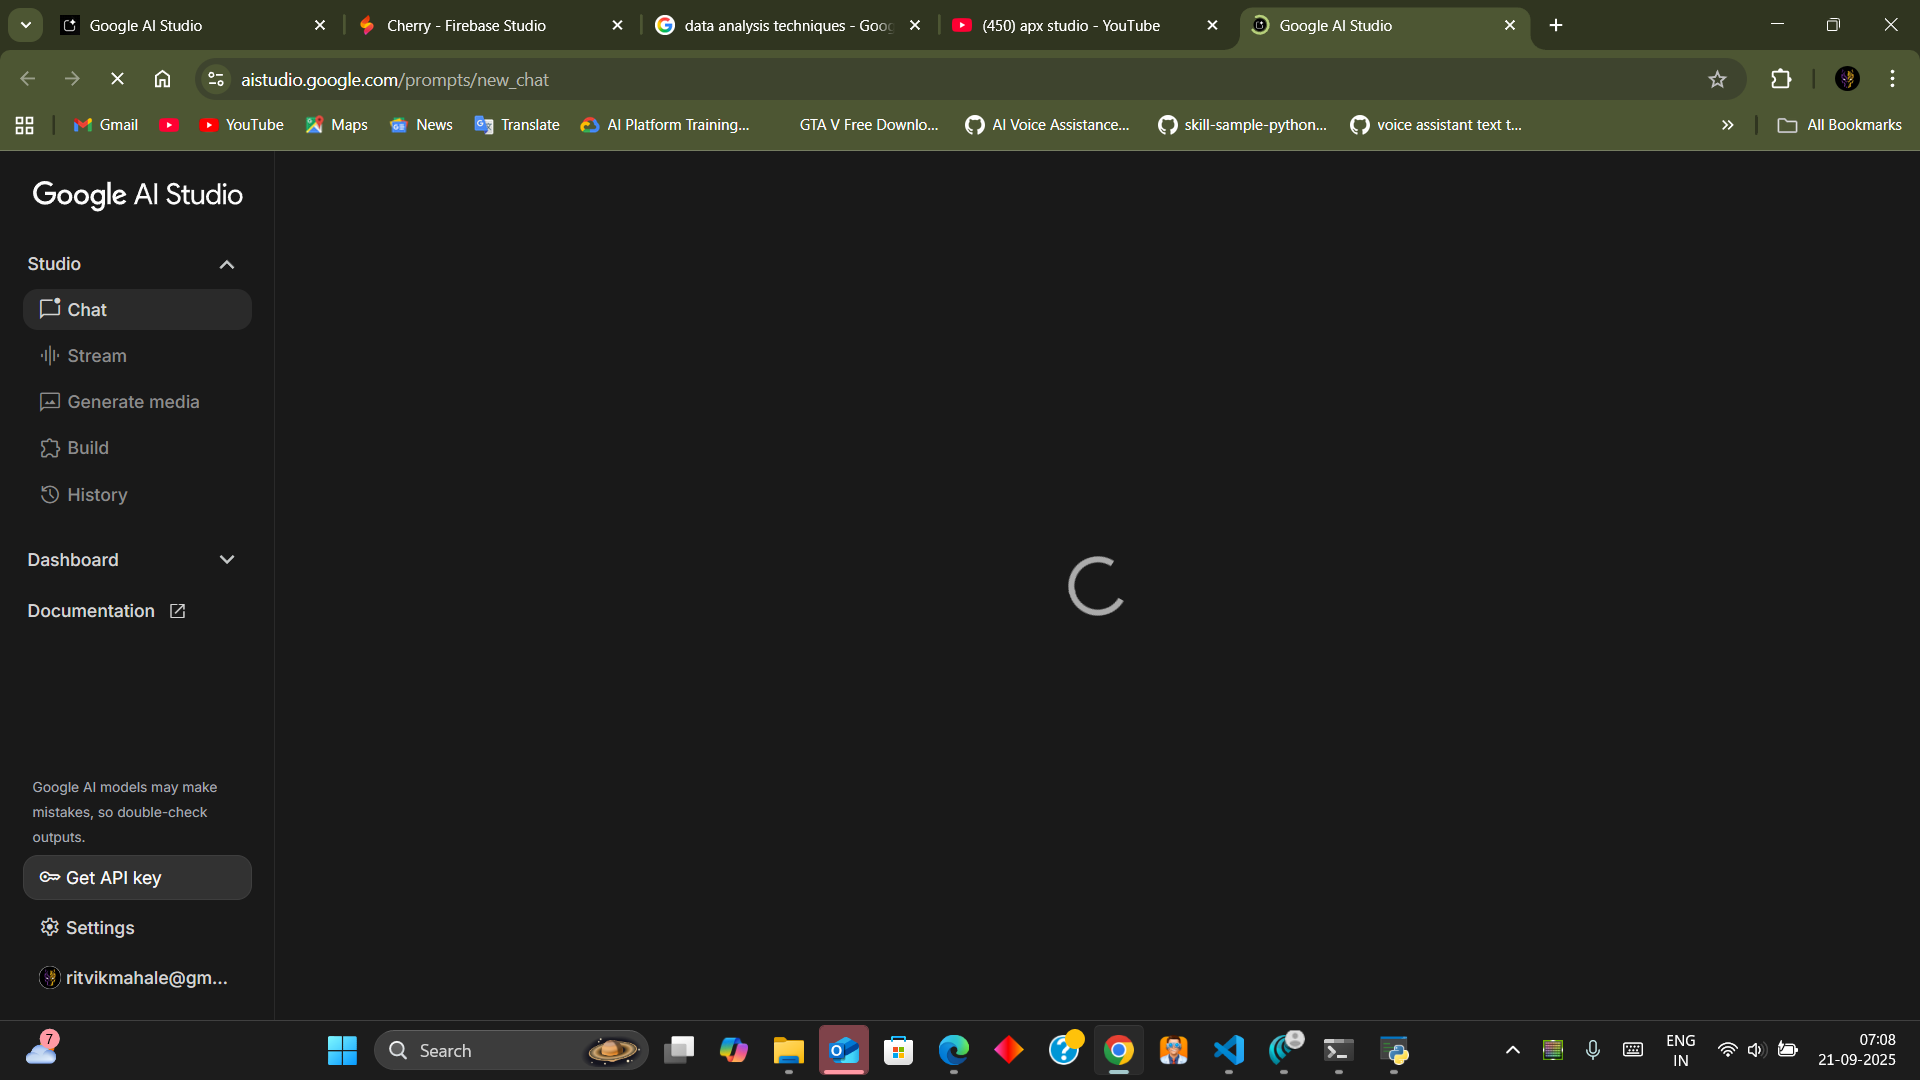 Google AI Studio
Cherry - Firebase Studio
data analysis techniques - Goog
(450) apx studio - YouTube
Google AI Studio
aistudio.google.com/prompts/new_chat
Gmail
YouTube
Maps
News
Translate
AI Platform Training...
GTA V Free Downlo...
AI Voice Assistance...
skill-sample-python...
voice assistant text t...
All Bookmarks
Google AI Studio
Studio
Chat
Stream
Generate media
Build
History
Dashboard
Documentation
Google AI models may make
mistakes, so double-check
outputs.
Get API key
Settings
ritvikmahale@gm...
7
Search
ENG
IN
07:08
21-09-2025